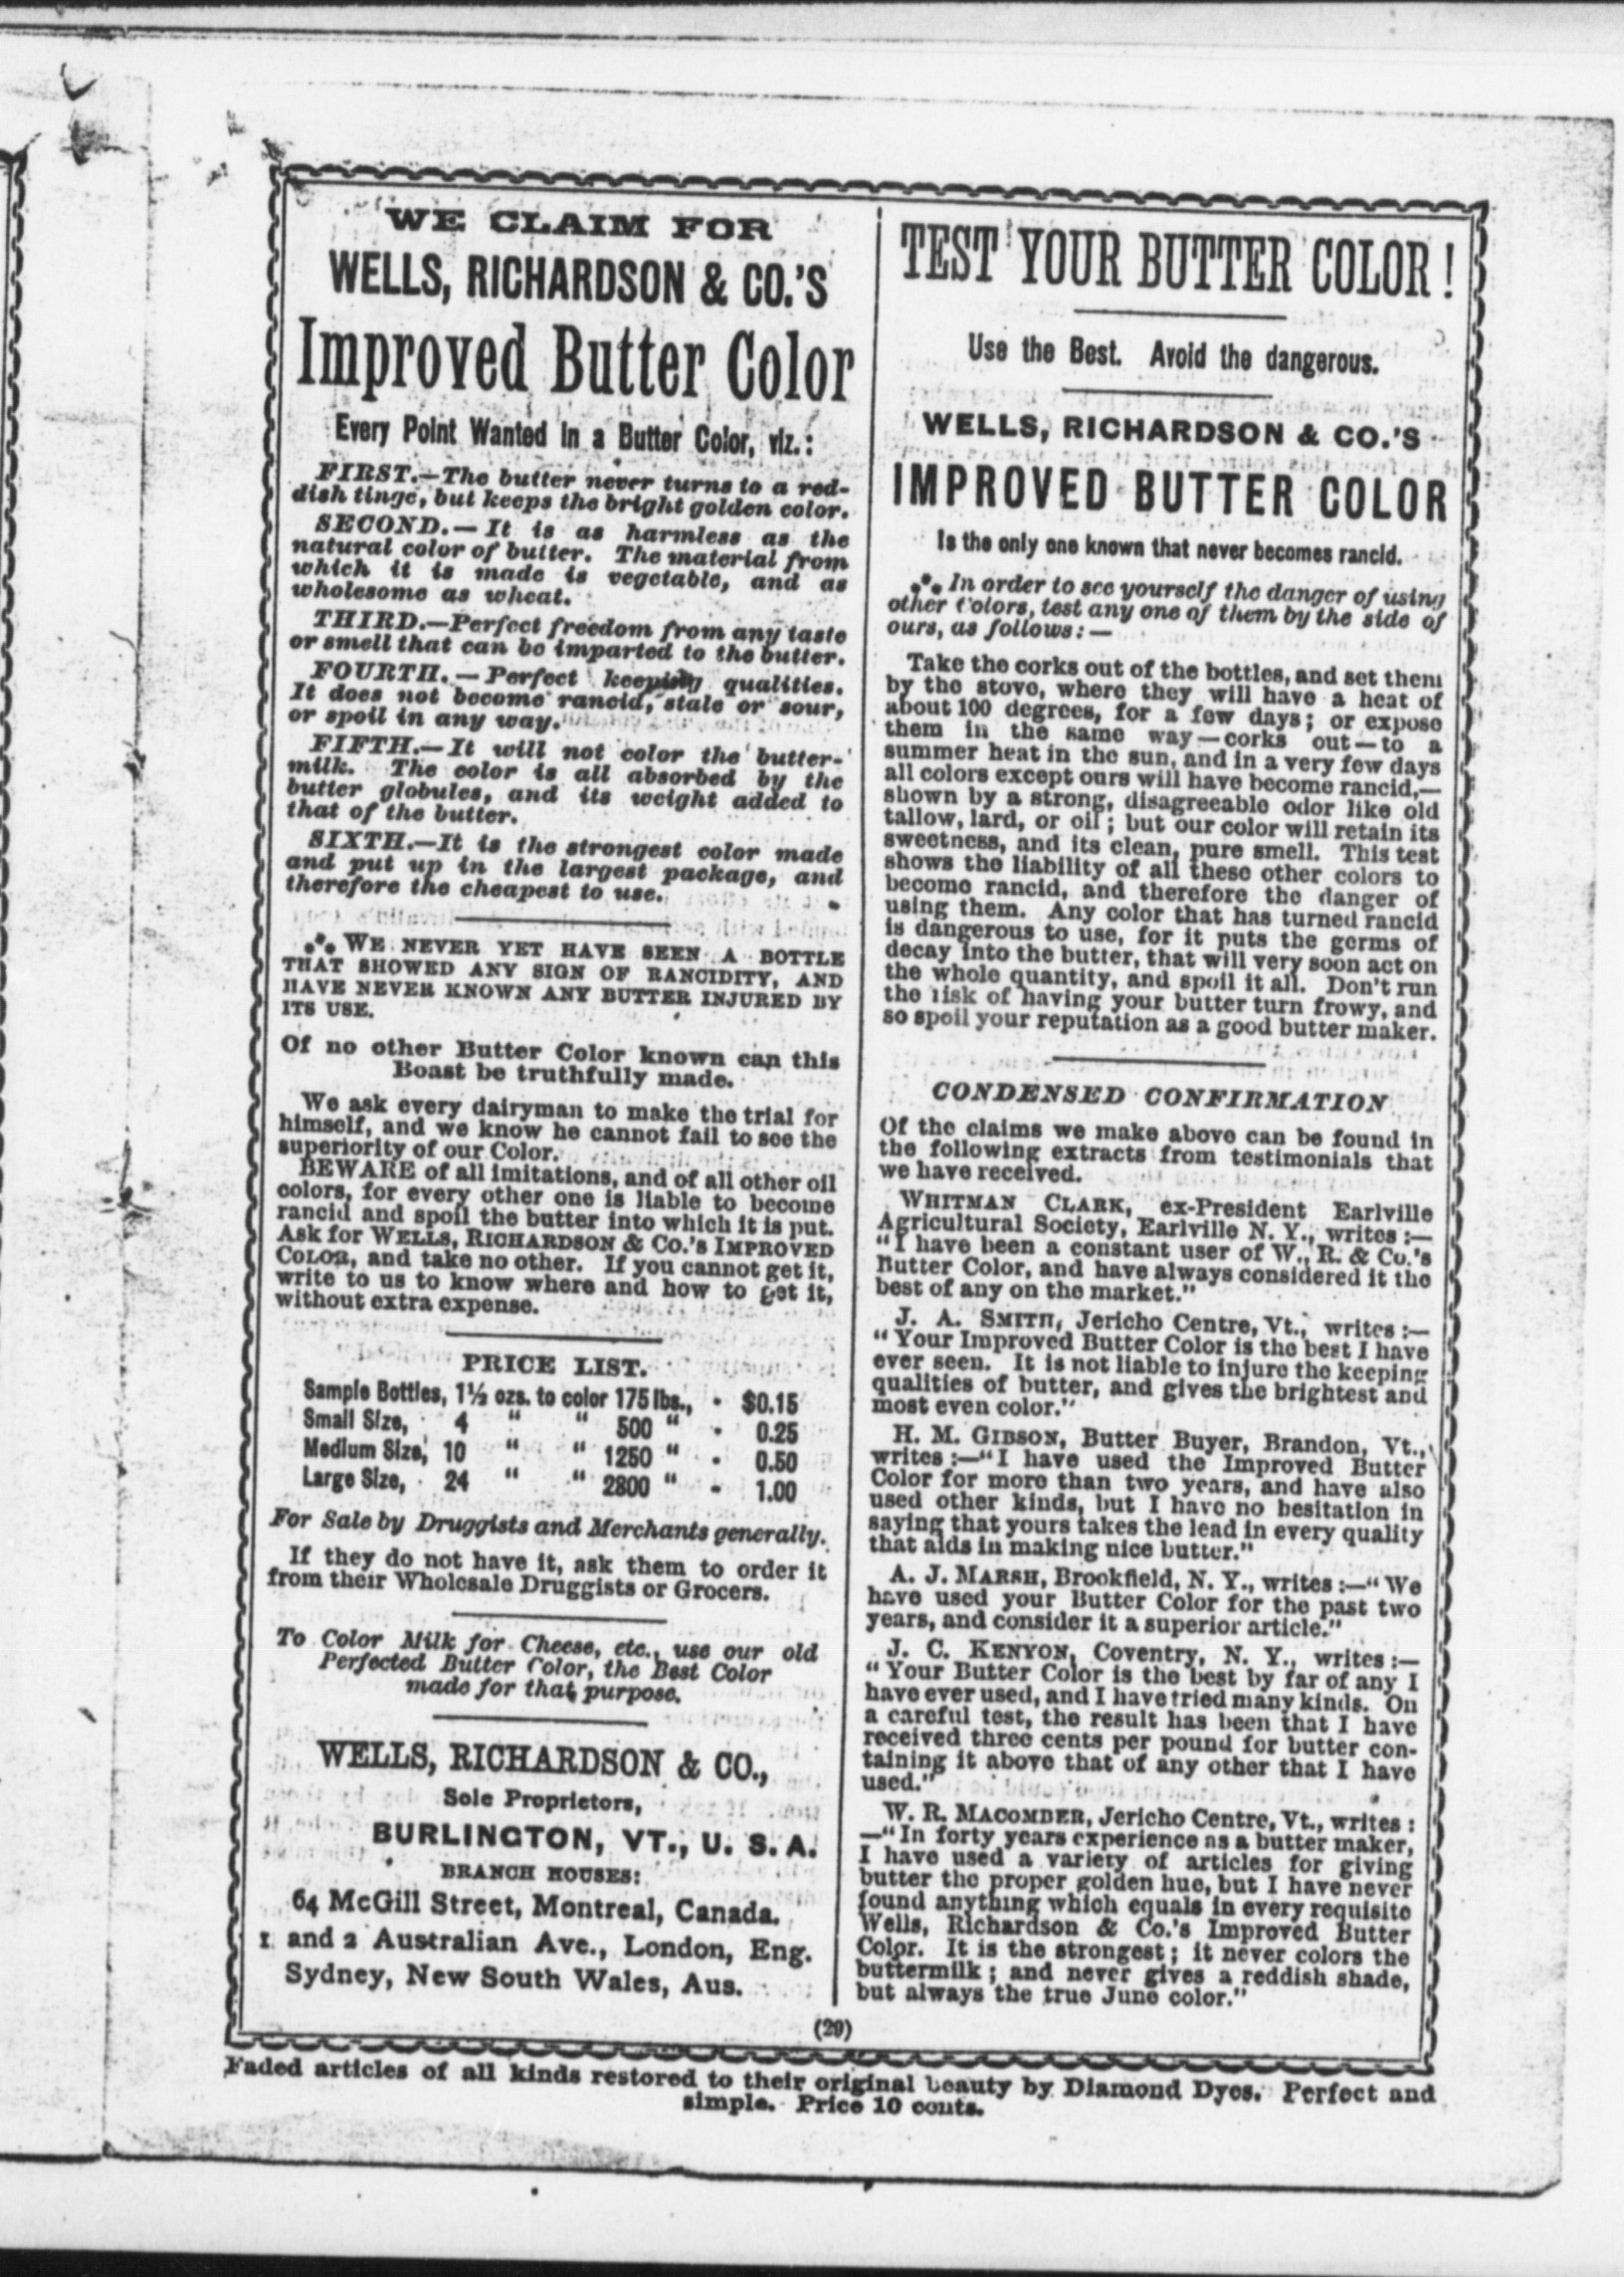 WE CLAIM FOR
WELLS, RICHARDSON & CO.'S
Improved Butter Color
Every Point Wanted in a Butter Color, viz.:
FIRST.—The butter never turns to a red-
dish tinge, but keeps the bright golden color.
SECOND.—It is as harmless as the
natural color of butter. The material from
which it is made is vegetable, and as
wholesome as wheat.
THIRD.—Perfect freedom from any taste
or smell that can be imparted to the butter.
FOURTH.—Perfect keeping qualities.
It does not become rancid, stale or sour,
or spoil in any way.
FIFTH.—It will not color the butter-
milk. The color is all absorbed by the
butter globules, and its weight added to
that of the butter.
SIXTH.—It is the strongest color made
and put up in the largest package, and
therefore the cheapest to use.
⁂ WE NEVER YET HAVE SEEN A BOTTLE
THAT SHOWED ANY SIGN OF RANCIDITY, AND
HAVE NEVER KNOWN ANY BUTTER INJURED BY
ITS USE.
Of no other Butter Color known can this
Boast be truthfully made.
We ask every dairyman to make the trial for
himself, and we know he cannot fail to see the
superiority of our Color.
BEWARE of all imitations, and of all other oil
colors, for every other one is liable to become
rancid and spoil the butter into which it is put.
Ask for WELLS, RICHARDSON & CO.'S IMPROVED
COLOR, and take no other. If you cannot get it,
write to us to know where and how to get it,
without extra expense.
PRICE LIST.
Sample Bottles, 1½ ozs. to color 175 lbs., - $0.15
Small Size, 4 " " 500 " - 0.25
Medium Size, 10 " " 1250 " - 0.50
Large Size, 24 " " 2800 " - 1.00
For Sale by Druggists and Merchants generally.
If they do not have it, ask them to order it
from their Wholesale Druggists or Grocers.
To Color Milk for Cheese, etc., use our old
Perfected Butter Color, the Best Color
made for that purpose.
WELLS, RICHARDSON & CO.,
Sole Proprietors,
BURLINGTON, VT., U. S. A.
BRANCH HOUSES:
64 McGill Street, Montreal, Canada.
1 and 2 Australian Ave., London, Eng.
Sydney, New South Wales, Aus.
TEST YOUR BUTTER COLOR!
Use the Best. Avoid the dangerous.
WELLS, RICHARDSON & CO.'S
IMPROVED BUTTER COLOR
Is the only one known that never becomes rancid.
⁂ In order to see yourself the danger of using
other Colors, test any one of them by the side of
ours, as follows:—
Take the corks out of the bottles, and set them
by the stove, where they will have a heat of
about 100 degrees, for a few days; or expose
them in the same way—corks out—to a
summer heat in the sun, and in a very few days
all colors except ours will have become rancid,—
shown by a strong, disagreeable odor like old
tallow, lard, or oil; but our color will retain its
sweetness, and its clean, pure smell. This test
shows the liability of all these other colors to
become rancid, and therefore the danger of
using them. Any color that has turned rancid
is dangerous to use, for it puts the germs of
decay into the butter, that will very soon act on
the whole quantity, and spoil it all. Don't run
the risk of having your butter turn frowy, and
so spoil your reputation as a good butter maker.
CONDENSED CONFIRMATION
Of the claims we make above can be found in
the following extracts from testimonials that
we have received.
WHITMAN CLARK, ex-President Earlville
Agricultural Society, Earlville N. Y., writes:—
"I have been a constant user of W., R. & Co.'s
Butter Color, and have always considered it the
best of any on the market."
J. A. SMITH, Jericho Centre, Vt., writes:—
"Your Improved Butter Color is the best I have
ever seen. It is not liable to injure the keeping
qualities of butter, and gives the brightest and
most even color."
H. M. GIBSON, Butter Buyer, Brandon, Vt.,
writes:—"I have used the Improved Butter
Color for more than two years, and have also
used other kinds, but I have no besitation in
saying that yours takes the lead in every quality
that aids in making nice butter."
A. J. MARSH, Brookfield, N. Y., writes:—"We
have used your Butter Color for the past two
years, and consider it a superior article."
J. C. KENYON, Coventry, N. Y., writes:—
"Your Butter Color is the best by far of any I
have ever used, and I have tried many kinds. On
a careful test, the result has been that I have
received three cents per pound for butter con-
taining it above that of any other that I have
used."
W. R. MACOMBER, Jericho Centre, Vt., writes:
—"In forty years experience as a butter maker,
I have used a variety of articles for giving
butter the proper golden hue, but I have never
found anything which equals in every requisite
Wells, Richardson & Co.'s Improved Butter
Color. It is the strongest; it never colors the
buttermilk; and never gives a reddish shade,
but always the true June color."
(29)
Faded articles of all kinds restored to their original beauty by Diamond Dyes. Perfect and
simple. Price 10 cents.